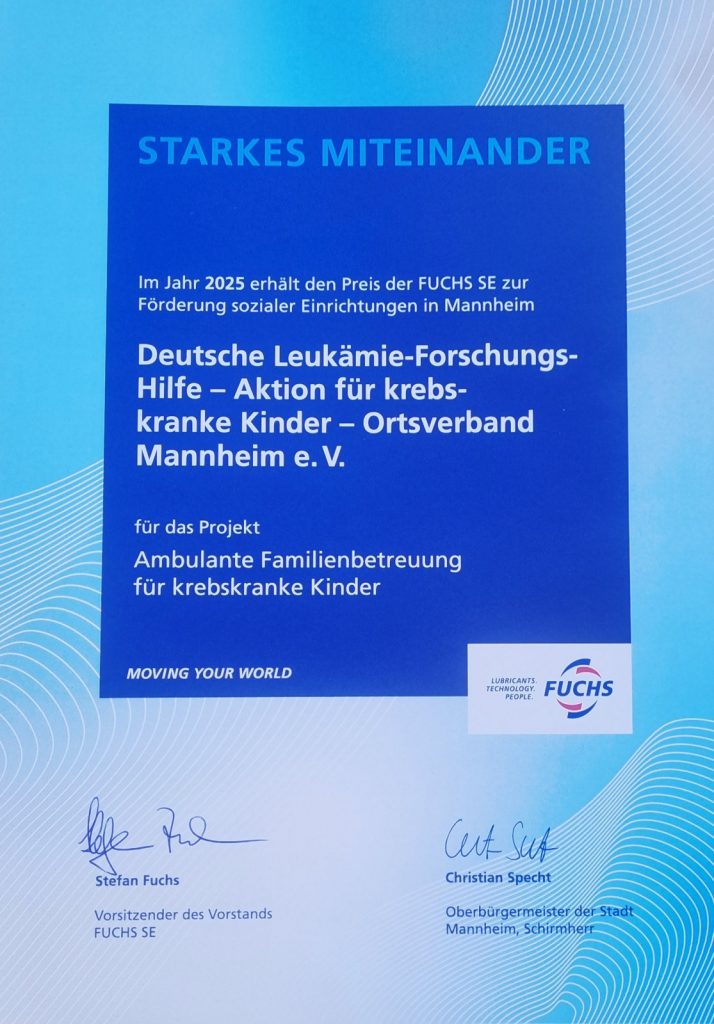 STARKES MITEINANDER
Im Jahr 2025 erhält den Preis der FUCHS SE zur
Förderung sozialer Einrichtungen in Mannheim
Deutsche Leukämie-Forschungs-
Hilfe – Aktion für krebs-
kranke Kinder – Ortsverband
Mannheim e. V.
für das Projekt
Ambulante Familienbetreuung
für krebskranke Kinder
MOVING YOUR WORLD
LUBRICANTS.
TECHNOLOGY.
PEOPLE.
FUCHS
Stefan Fuchs
Vorsitzender des Vorstands
FUCHS SE
Christian Specht
Oberbürgermeister der Stadt
Mannheim, Schirmherr